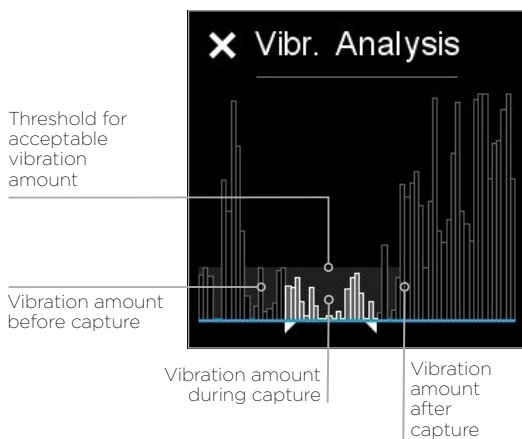 Vibr. Analysis
Threshold for
acceptable
vibration
amount
Vibration amount
before capture
Vibration amount
during capture
Vibration
amount
after
capture